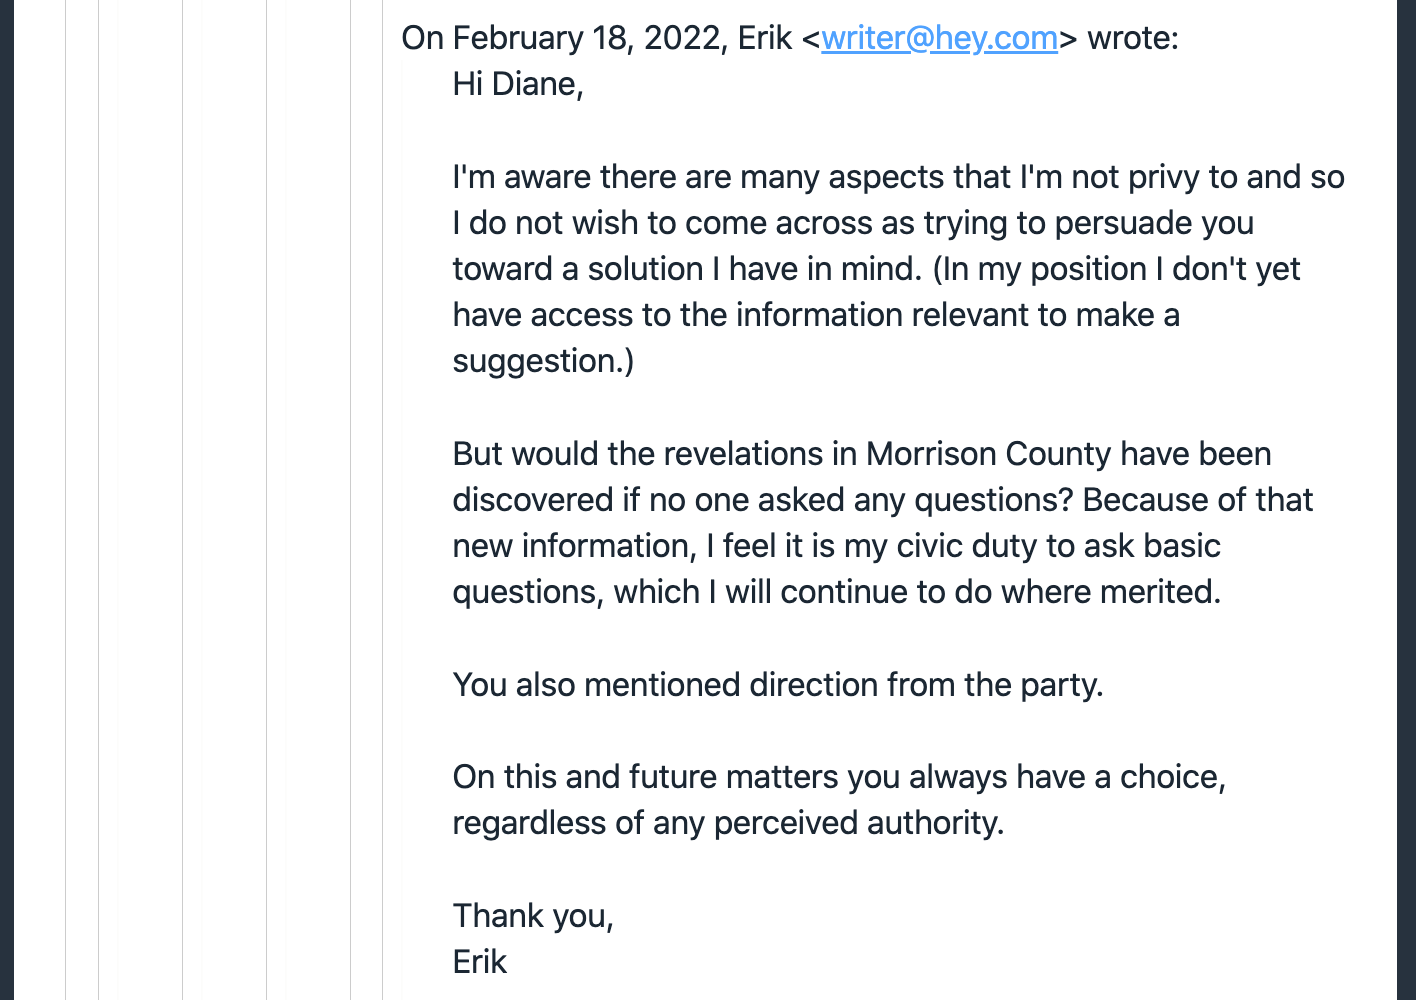 On February 18, 2022, Erik <writer@hey.com> wrote:
Hi Diane,
I'm aware there are many aspects that I'm not privy to and so
I do not wish to come across as trying to persuade you
toward a solution I have in mind. (In my position I don't yet
have access to the information relevant to make a
suggestion.)
But would the revelations in Morrison County have been
discovered if no one asked any questions? Because of that
new information, I feel it is my civic duty to ask basic
questions, which I will continue to do where merited.
You also mentioned direction from the party.
On this and future matters you always have a choice,
regardless of any perceived authority.
Thank you,
Erik